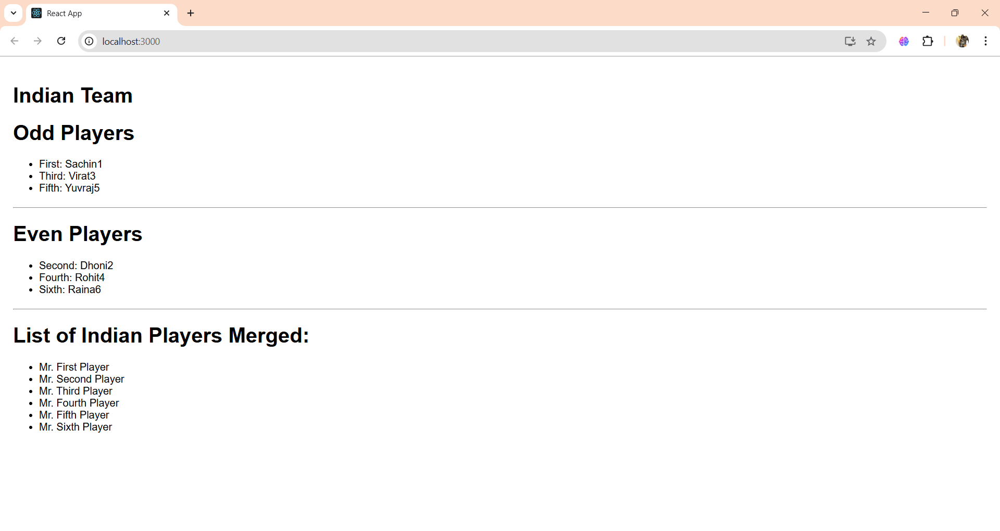 React App
localhost:3000
Indian Team
Odd Players
First: Sachin1
Third: Virat3
Fifth: Yuvraj5
Even Players
Second: Dhoni2
Fourth: Rohit4
Sixth: Raina6
List of Indian Players Merged:
Mr. First Player
Mr. Second Player
Mr. Third Player
Mr. Fourth Player
Mr. Fifth Player
Mr. Sixth Player